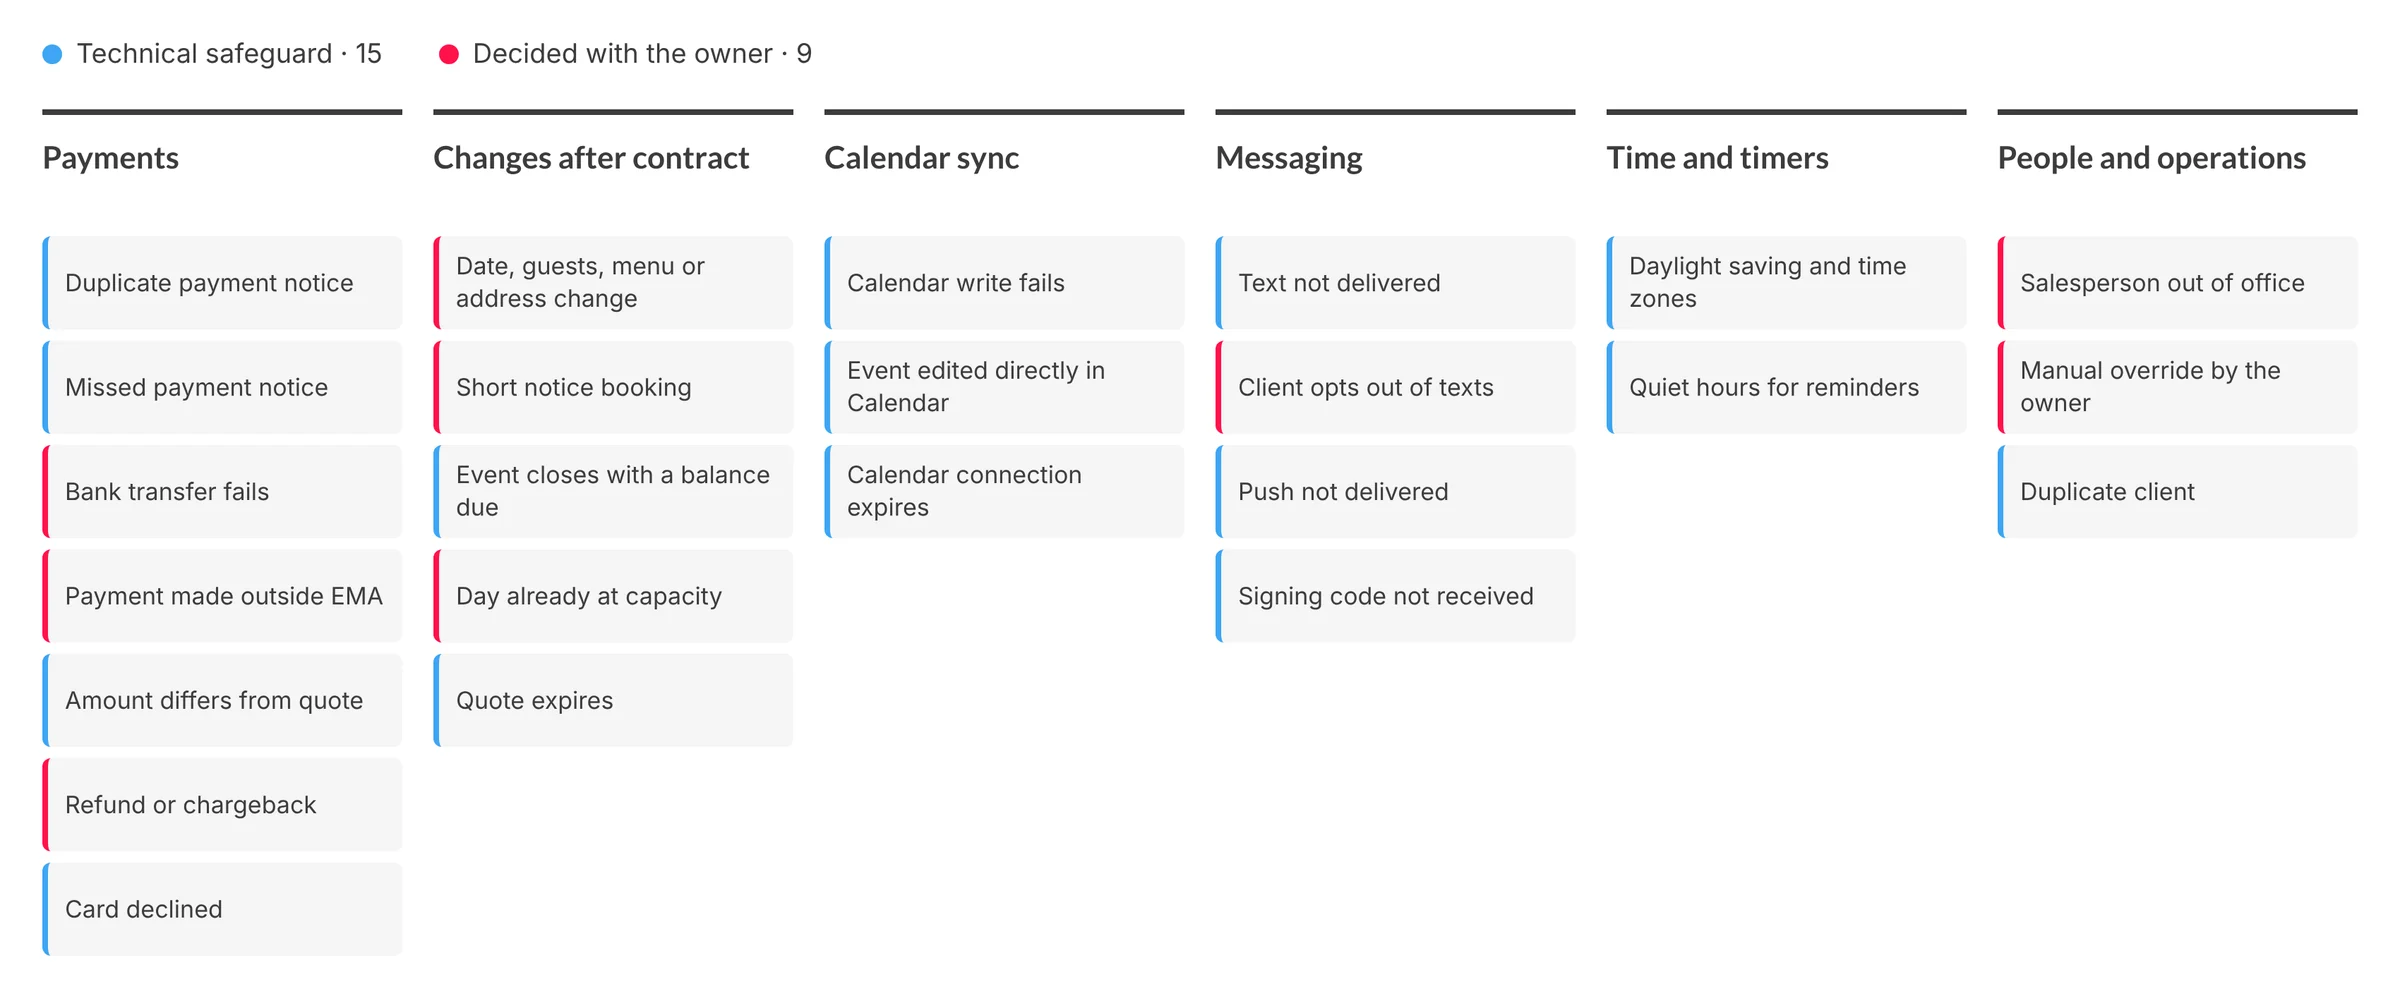 Technical safeguard · 15
Decided with the owner · 9
Payments
Duplicate payment notice
Missed payment notice
Bank transfer fails
Payment made outside EMA
Amount differs from quote
Refund or chargeback
Card declined
Changes after contract
Date, guests, menu or
address change
Short notice booking
Event closes with a balance
due
Day already at capacity
Quote expires
Calendar sync
Calendar write fails
Event edited directly in
Calendar
Calendar connection
expires
Messaging
Text not delivered
Client opts out of texts
Push not delivered
Signing code not received
Time and timers
Daylight saving and time
zones
Quiet hours for reminders
People and operations
Salesperson out of office
Manual override by the
owner
Duplicate client